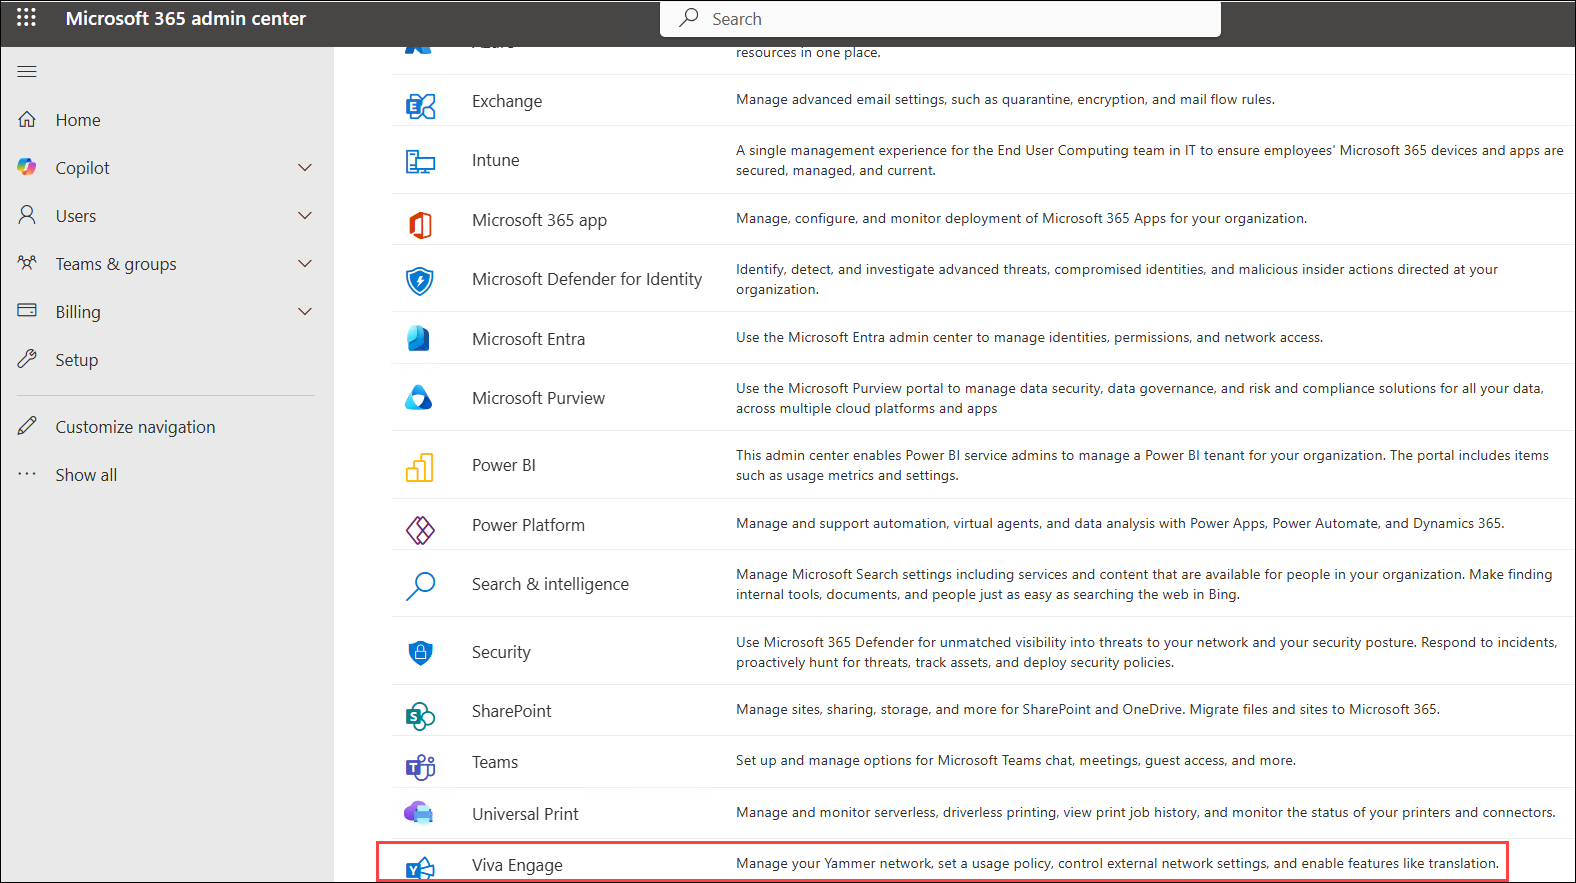 Microsoft 365 admin center
Search
Home
Copilot
Users
Teams & groups
Billing
Setup
Customize navigation
Show all
resources in one place.
Exchange
Manage advanced email settings, such as quarantine, encryption, and mail flow rules.
Intune
A single management experience for the End User Computing team in IT to ensure employees' Microsoft 365 devices and apps are
secured, managed, and current.
Microsoft 365 app
Manage, configure, and monitor deployment of Microsoft 365 Apps for your organization.
Microsoft Defender for Identity
Identify, detect, and investigate advanced threats, compromised identities, and malicious insider actions directed at your
organization.
Microsoft Entra
Use the Microsoft Entra admin center to manage identities, permissions, and network access.
Microsoft Purview
Use the Microsoft Purview portal to manage data security, data governance, and risk and compliance solutions for all your data,
across multiple cloud platforms and apps
Power BI
This admin center enables Power BI service admins to manage a Power BI tenant for your organization. The portal includes items
such as usage metrics and settings.
Power Platform
Manage and support automation, virtual agents, and data analysis with Power Apps, Power Automate, and Dynamics 365.
Search & intelligence
Manage Microsoft Search settings including services and content that are available for people in your organization. Make finding
internal tools, documents, and people just as easy as searching the web in Bing.
Security
Use Microsoft 365 Defender for unmatched visibility into threats to your network and your security posture. Respond to incidents,
proactively hunt for threats, track assets, and deploy security policies.
SharePoint
Manage sites, sharing, storage, and more for SharePoint and OneDrive. Migrate files and sites to Microsoft 365.
Teams
Set up and manage options for Microsoft Teams chat, meetings, guest access, and more.
Universal Print
Manage and monitor serverless, driverless printing, view print job history, and monitor the status of your printers and connectors.
Viva Engage
Manage your Yammer network, set a usage policy, control external network settings, and enable features like translation.